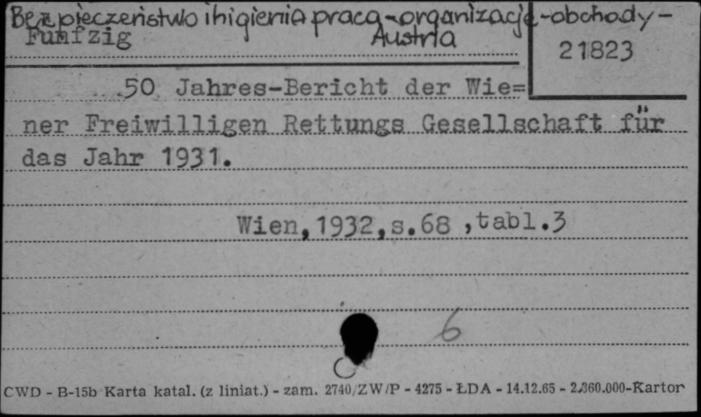 Bezpieczeństwo i higienia praca - organizacje - obchody -
Fünfzig Austria
21823
50 Jahres-Bericht der Wie=
ner Freiwilligen Rettungs Gesellschaft für
das Jahr 1931.
Wien,1932,s.68 ,tabl.3
6
CWD - B-15b Karta katal. (z liniat.) - zam. 2740/ZW/P - 4275 - ŁDA - 14.12.65 - 2.360.000-Kartor